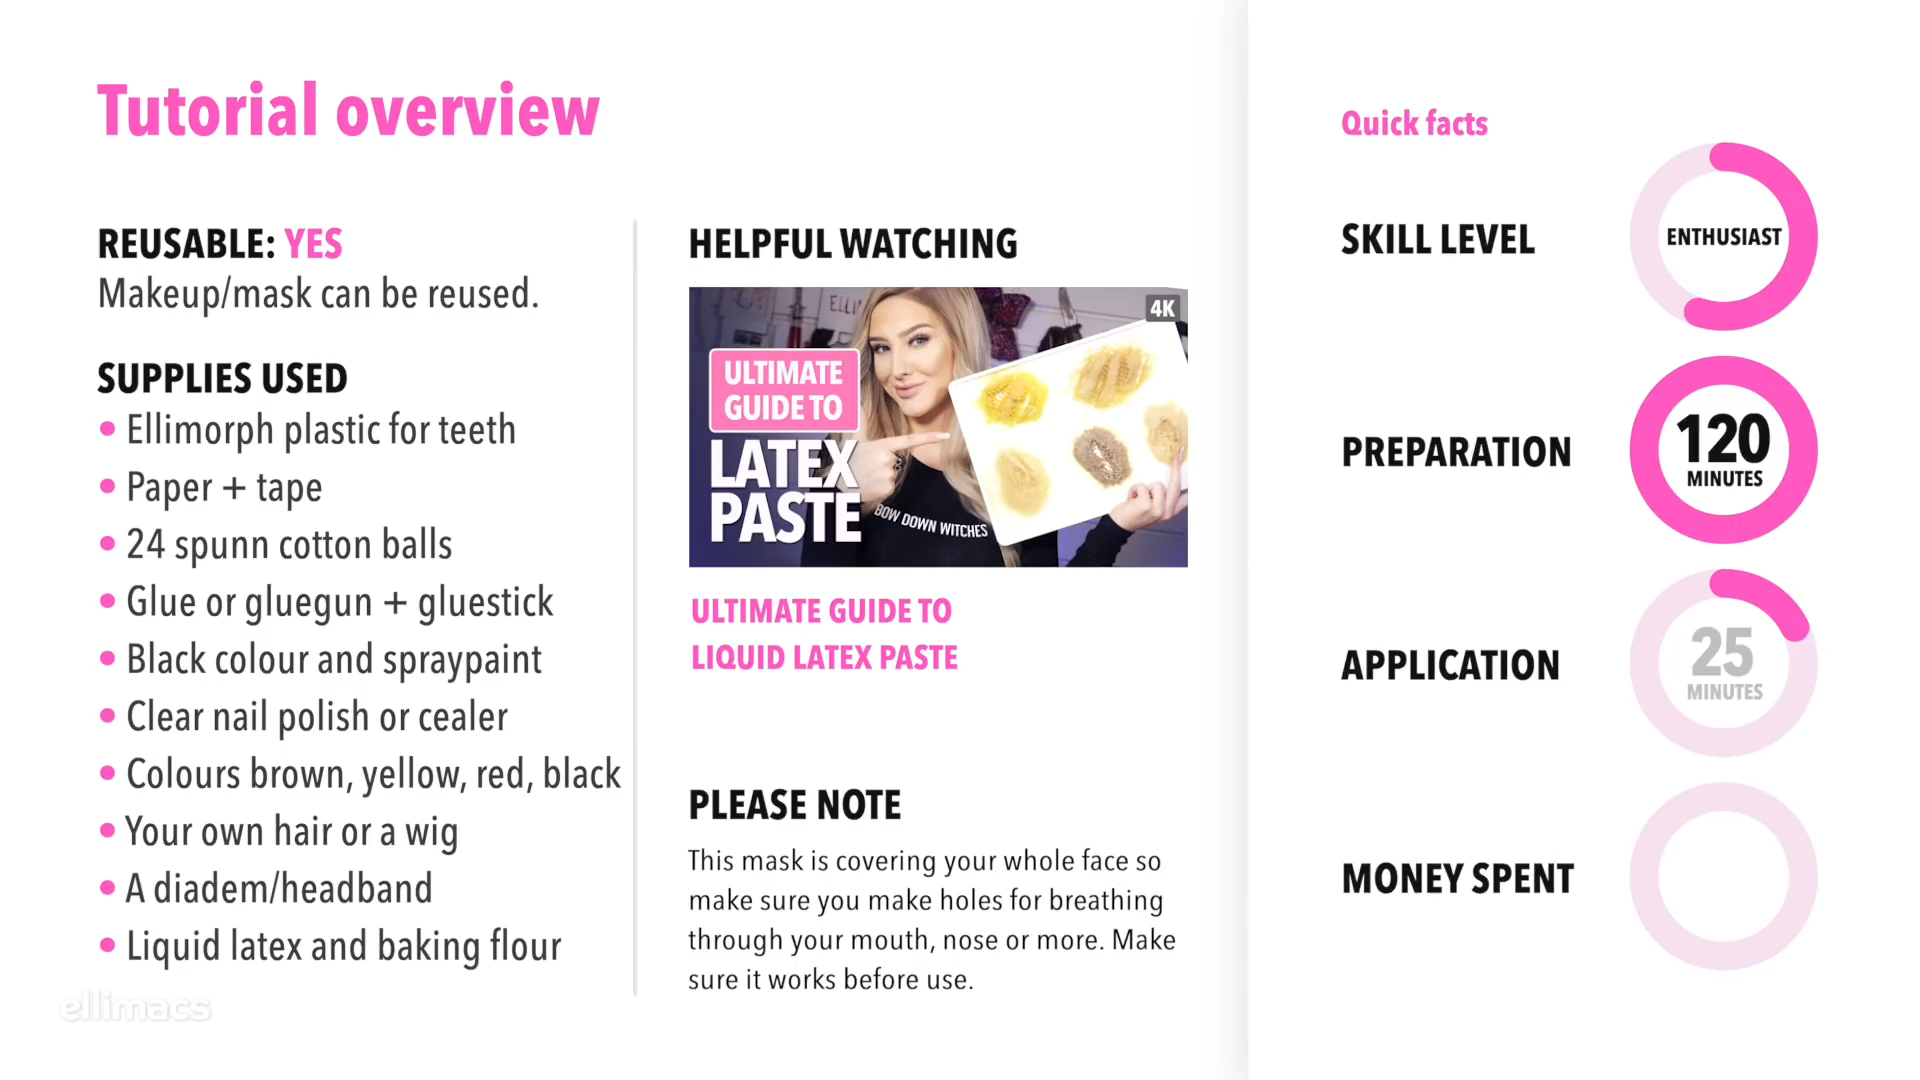 Tutorial overview
REUSABLE: YES
Makeup/mask can be reused.
SUPPLIES USED
• Ellimorph plastic for teeth
• Paper + tape
• 24 spunn cotton balls
• Glue or gluegun + gluestick
• Black colour and spraypaint
• Clear nail polish or cealer
• Colours brown, yellow, red, black
• Your own hair or a wig
• A diadem/headband
• Liquid latex and baking flour
ellimacs
HELPFUL WATCHING
ELLI
4K
ULTIMATE
GUIDE TO
LATEX
PASTE
BOW DOWN WITCHES
ULTIMATE GUIDE TO
LIQUID LATEX PASTE
PLEASE NOTE
This mask is covering your whole face so
make sure you make holes for breathing
through your mouth, nose or more. Make
sure it works before use.
Quick facts
SKILL LEVEL
ENTHUSIAST
PREPARATION
120
MINUTES
APPLICATION
25
MINUTES
MONEY SPENT